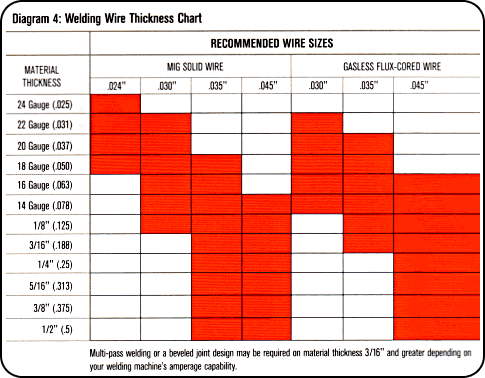 Diagram 4: Welding Wire Thickness Chart
RECOMMENDED WIRE SIZES
MATERIAL THICKNESS
MIG SOLID WIRE
GASLESS FLUX-CORED WIRE
.024” .030” .035” .045” .030” .035” .045”
24 Gauge (.025)
22 Gauge (.031)
20 Gauge (.037)
18 Gauge (.050)
16 Gauge (.063)
14 Gauge (.078)
1/8” (.125)
3/16” (.188)
1/4” (.25)
5/16” (.313)
3/8” (.375)
1/2” (.5)
Multi-pass welding or a beveled joint design may be required on material thickness 3/16” and greater depending on
your welding machine's amperage capability.